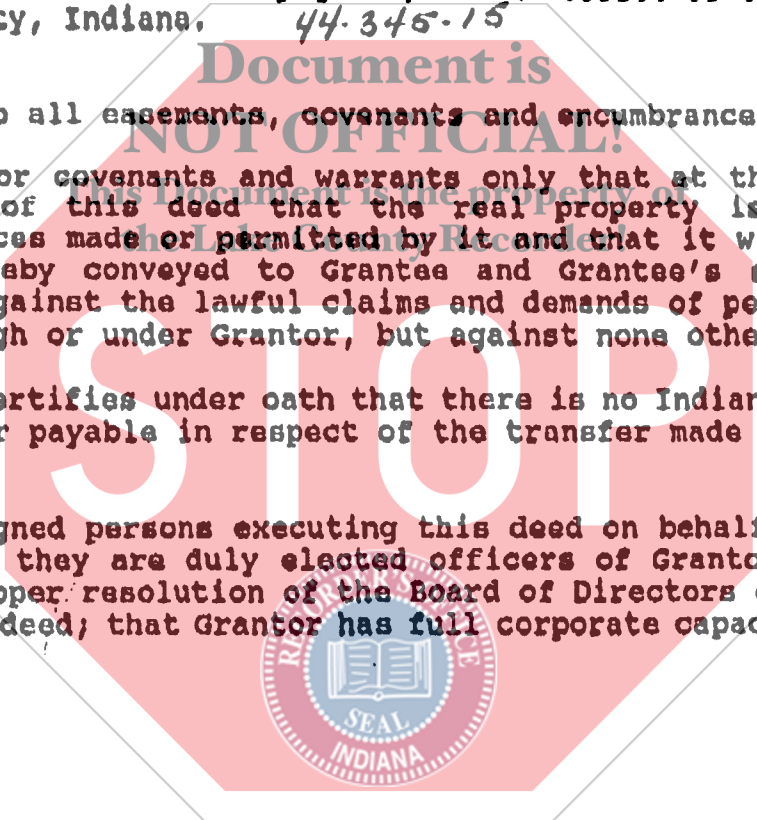 cy, Indiana. 44-345-15
Document is
all easements, covenants and encumbrance
NOT OFFICIAL!
or covenants and warrants only that at th
This Document is the property of
of this deed that the real property is
ces made or permitted by it and that it w
the Lake County Recorder!
eby conveyed to Grantee and Grantee's
gainst the lawful claims and demands of pe
gh or under Grantor, but against none othe
STOP
ertifies under oath that there is no Indian
r payable in respect of the transfer made
gned persons executing this deed on behalf
they are duly elected officers of Granto
oper resolution of the Board of Directors
deed; that Grantor has full corporate capac
RECORDER'S OFFICE
SEAL
INDIANA